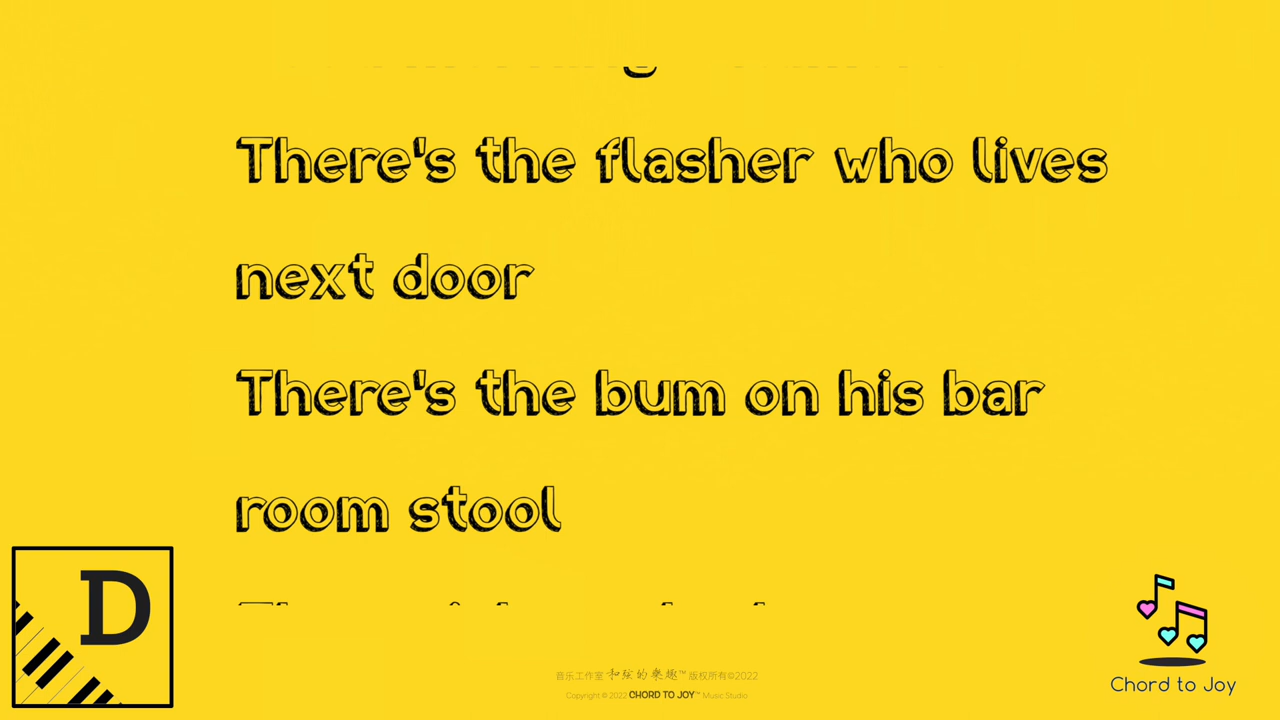 There's the flasher who lives
next door
There's the bum on his bar
room stool
D
Chord to Joy
音乐工作室 和弦的樂趣™ 版权所有©2022
Copyright © 2022 CHORD TO JOY™ Music Studio